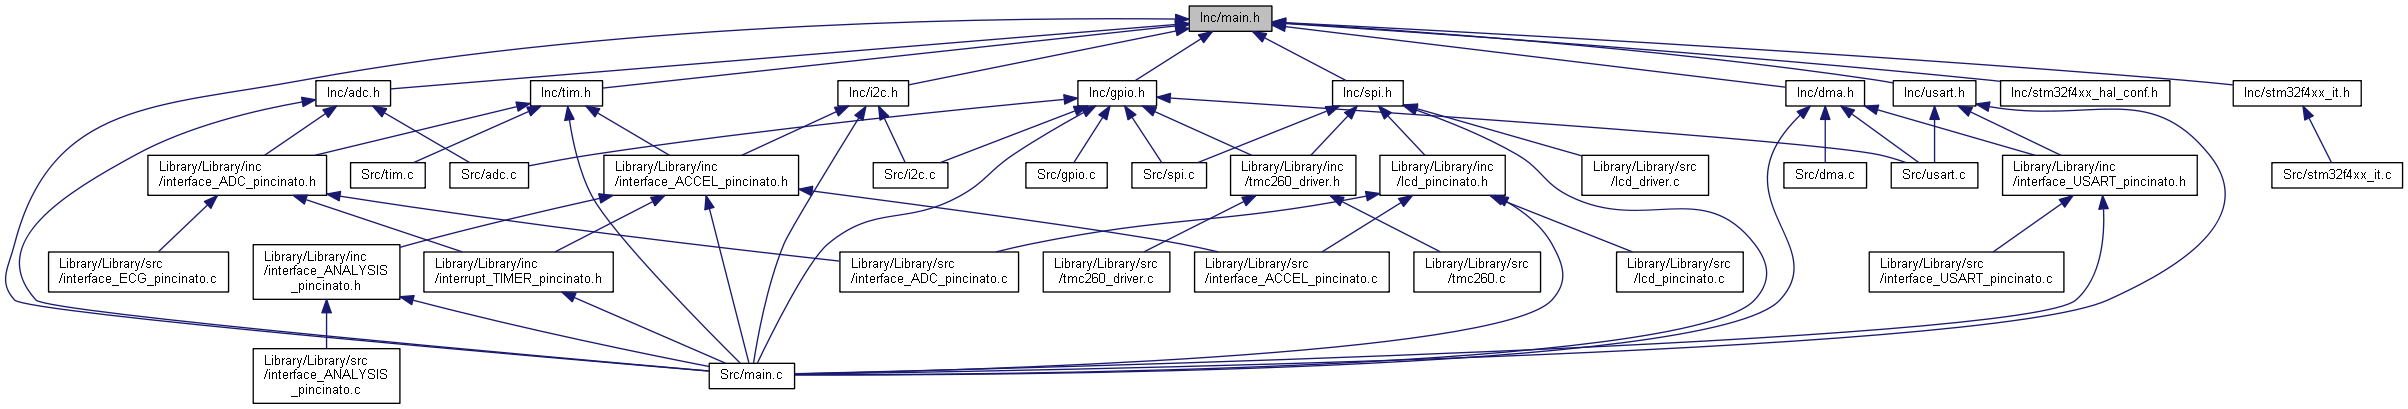 Inc/main.h
Inc/adc.h
Inc/tim.h
Inc/i2c.h
Inc/gpio.h
Inc/spi.h
Inc/dma.h
Inc/usart.h
Inc/stm32f4xx_hal_conf.h
Inc/stm32f4xx_it.h
Library/Library/inc
/interface_ADC_pincinato.h
Src/tim.c
Src/adc.c
Library/Library/inc
/interface_ACCEL_pincinato.h
Src/i2c.c
Src/gpio.c
Src/spi.c
Library/Library/inc
/tmc260_driver.h
Library/Library/inc
/lcd_pincinato.h
Library/Library/src
/lcd_driver.c
Src/dma.c
Src/usart.c
Library/Library/inc
/interface_USART_pincinato.h
Src/stm32f4xx_it.c
Library/Library/src
/interface_ECG_pincinato.c
Library/Library/inc
/interface_ANALYSIS
_pincinato.h
Library/Library/inc
/interrupt_TIMER_pincinato.h
Library/Library/src
/interface_ADC_pincinato.c
Library/Library/src
/tmc260_driver.c
Library/Library/src
/interface_ACCEL_pincinato.c
Library/Library/src
/tmc260.c
Library/Library/src
/lcd_pincinato.c
Library/Library/src
/interface_USART_pincinato.c
Library/Library/src
/interface_ANALYSIS
_pincinato.c
Src/main.c